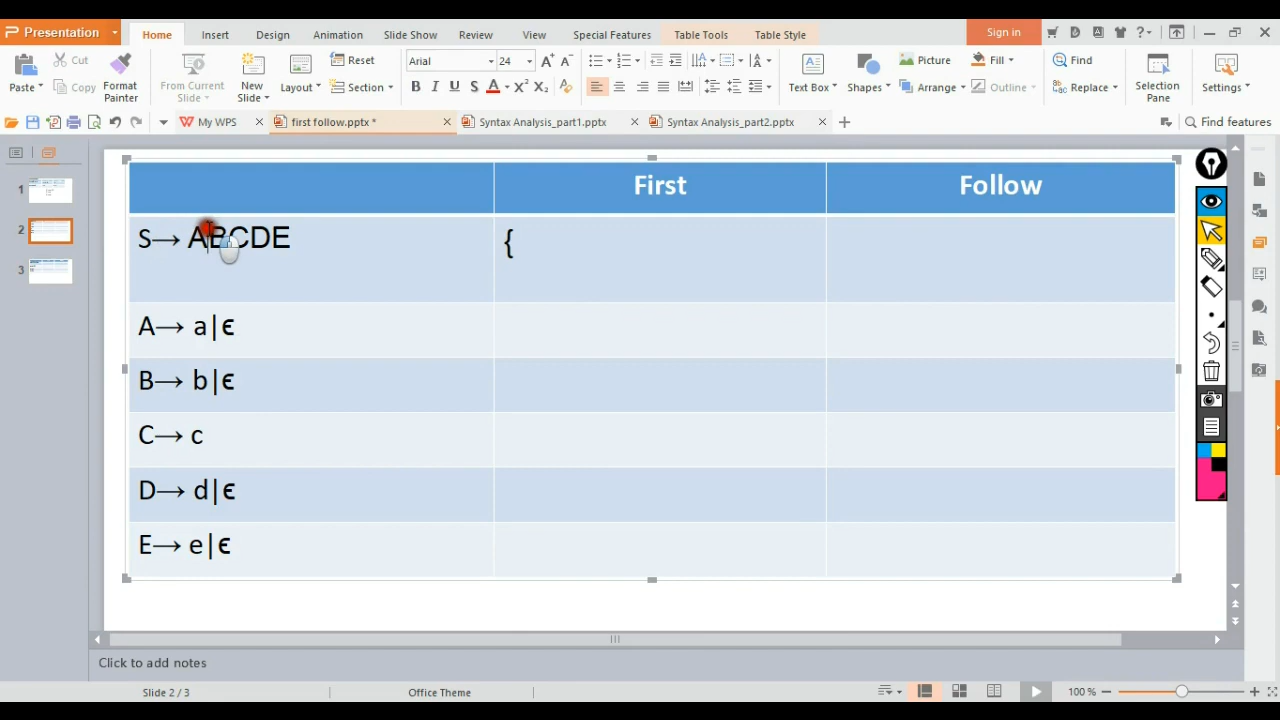 Presentation Home Insert Design Animation Slide Show Review View Special Features Table Tools Table Style Sign in
Cut Reset Arial 24 Picture Fill Find
Paste Copy Format Painter From Current Slide New Slide Layout Section B I U S A X² X₂ Text Box Shapes Arrange Outline Replace Selection Pane Settings
My WPS first follow.pptx * Syntax Analysis_part1.pptx Syntax Analysis_part2.pptx Find features
First Follow
S→ ABCDE {
A→ a|ϵ
B→ b|ϵ
C→ c
D→ d|ϵ
E→ e|ϵ
1
2
3
Click to add notes
Slide 2 / 3 Office Theme 100 %